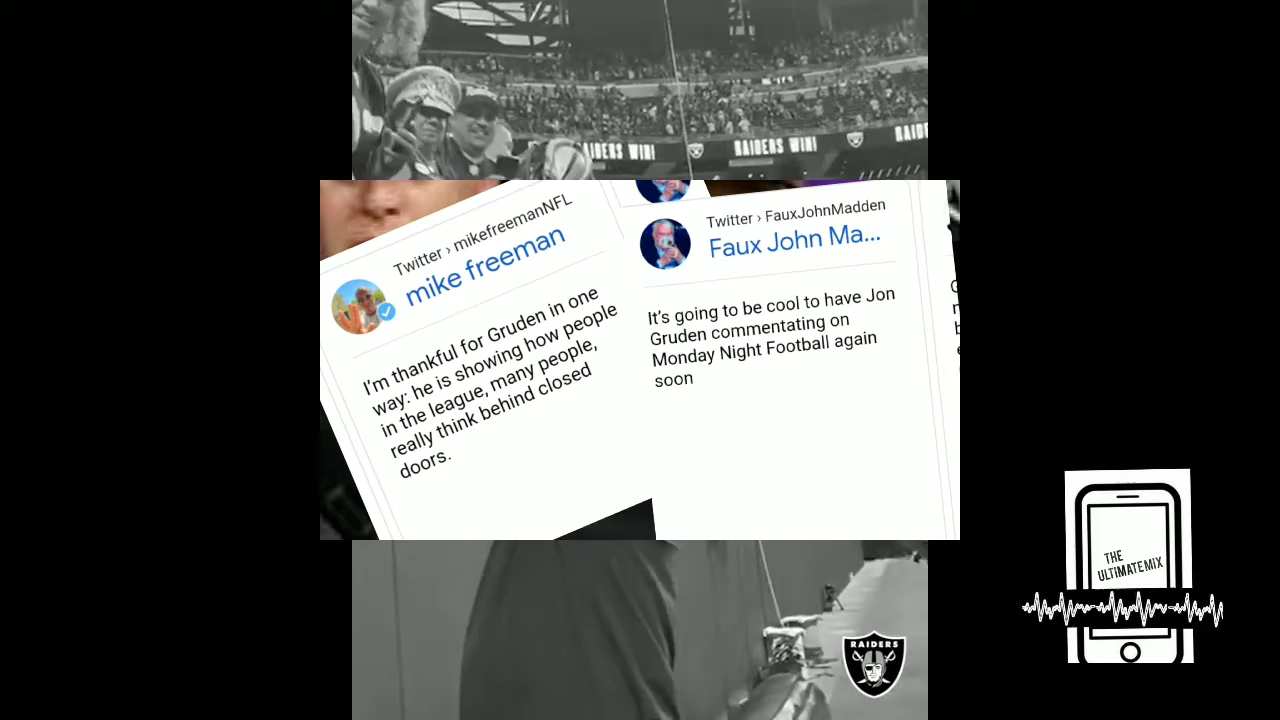 RAIDERS WIN!
RAIDERS WIN!
RAIDE
Twitter › mikefreemanNFL
mike freeman
I'm thankful for Gruden in one
way: he is showing how people
in the league, many people,
really think behind closed
doors.
Twitter › FauxJohnMadden
Faux John Ma...
It's going to be cool to have Jon
Gruden commentating on
Monday Night Football again
soon
THE
ULTIMATEMIX
RAIDERS